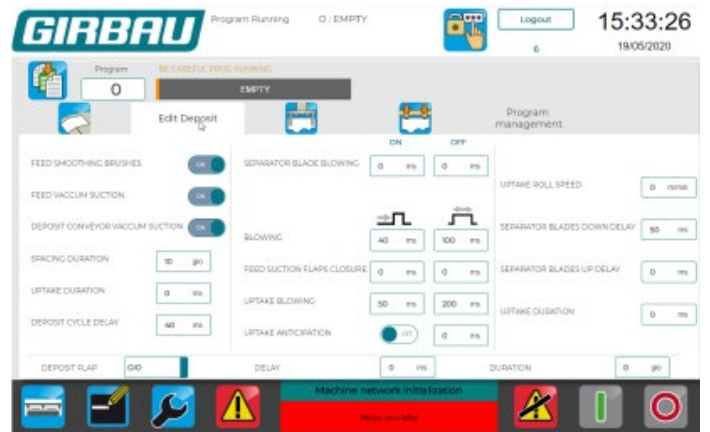 GIRBAU
Program Running O : EMPTY
Logout
6
15:33:26
19/05/2020
Program
BE CAREFUL PROG RUNNING
0
EMPTY
Edit Deposit
Program
management
ON OFF
FEED SMOOTHING BRUSHES ON
SEPARATOR BLADE BLOWING 0 ms 0 ms
FEED VACCUM SUCTION ON
UPTAKE ROLL SPEED 0
DEPOSIT CONVEYOR VACCUM SUCTION ON
BLOWING 40 ms 100 ms
SEPARATOR BLADES DOWN DELAY 50 ms
SPACING DURATION 10
FEED SUCTION FLAPS CLOSURE 0 ms 0 ms
SEPARATOR BLADES UP DELAY 0 ms
UPTAKE DURATION 0 ms
UPTAKE BLOWING 50 ms 200 ms
UPTAKE DURATION 0 ms
DEPOSIT CYCLE DELAY 40 ms
UPTAKE ANTICIPATION OFF 0 ms
DEPOSIT FLAP
DELAY 0 ms
DURATION 0
Machine network initialization